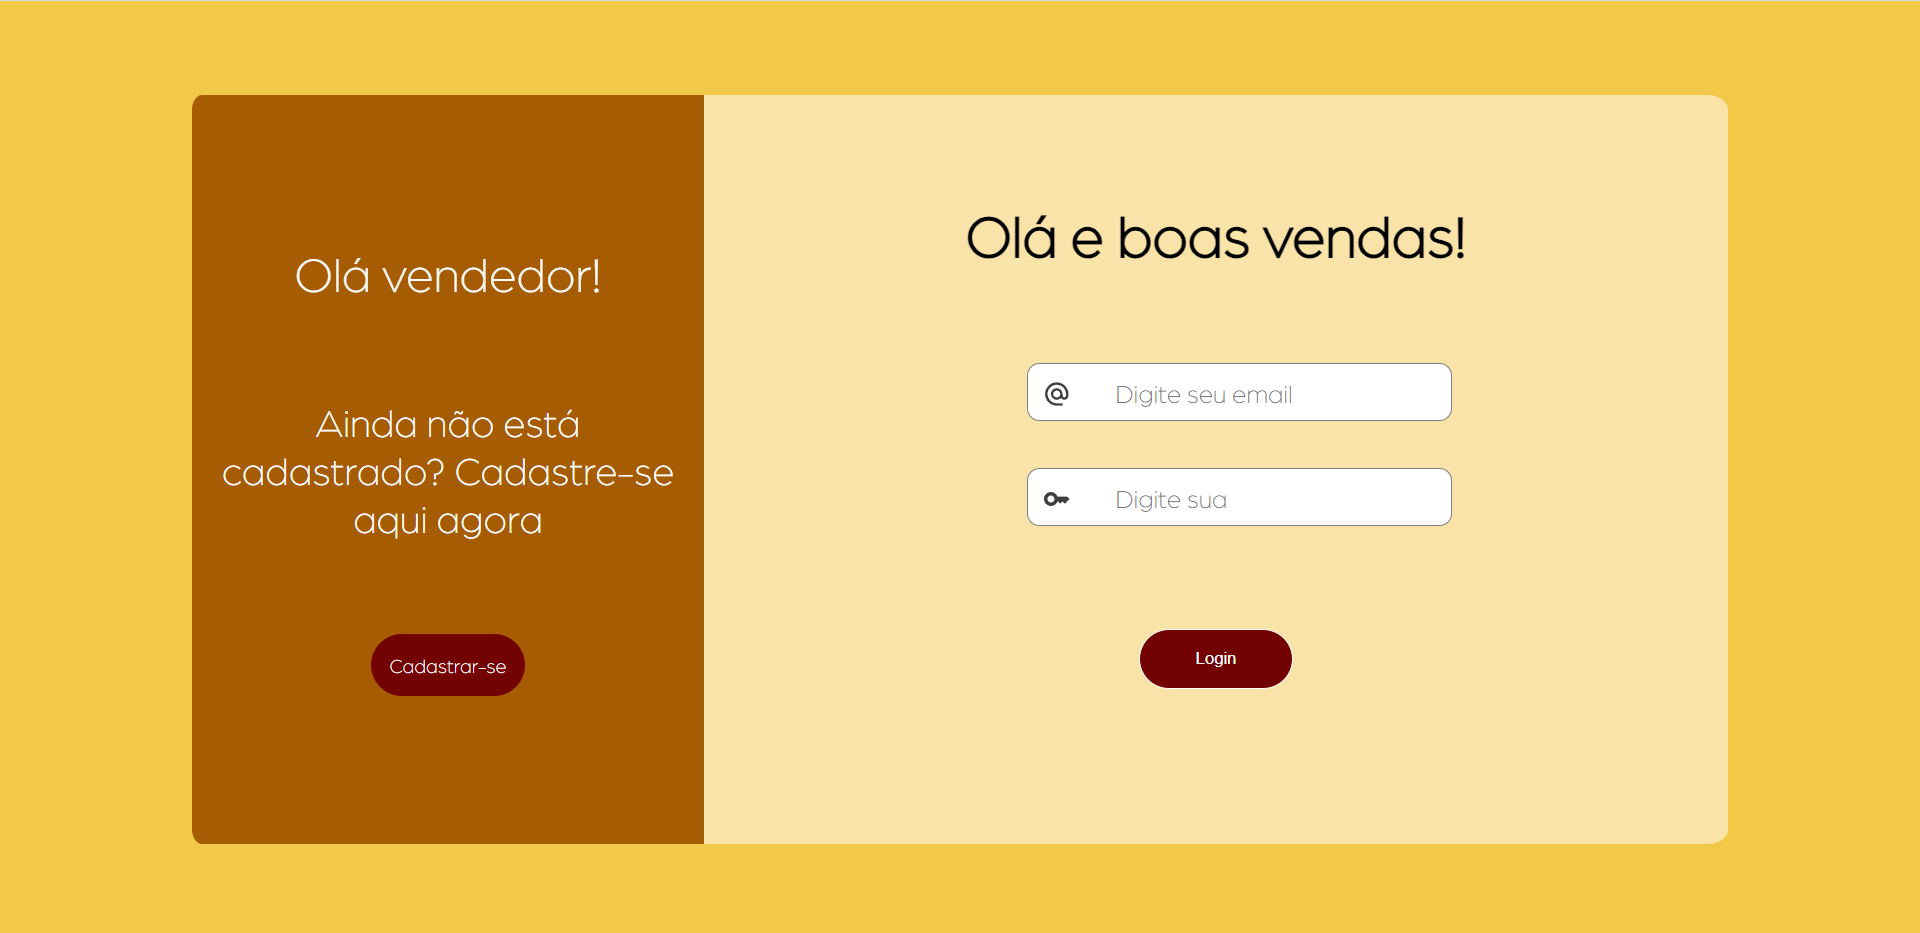 Olá vendedor!
Ainda não está
cadastrado? Cadastre-se
aqui agora
Cadastrar-se
Olá e boas vendas!
Digite seu email
Digite sua
Login